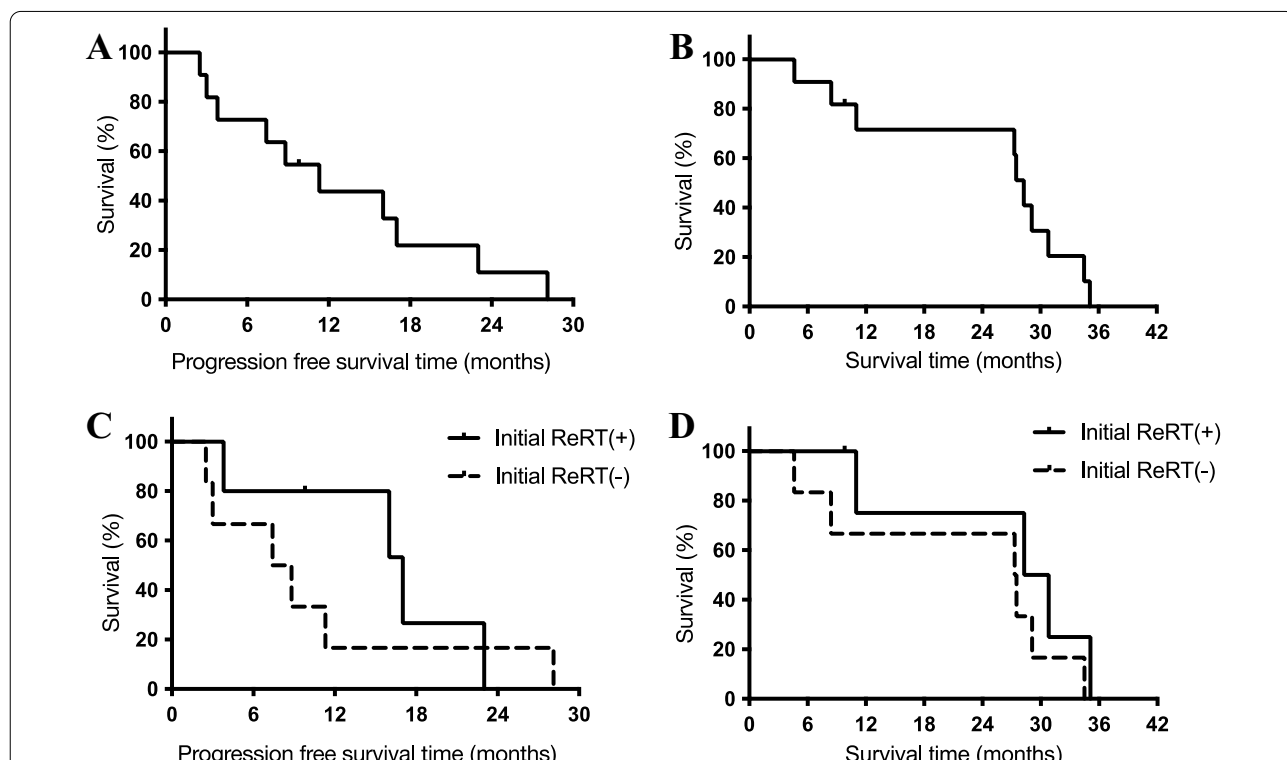 A
Survival (%)
100
80
60
40
20
0
0 6 12 18 24 30
Progression free survival time (months)
B
Survival (%)
100
80
60
40
20
0
0 6 12 18 24 30 36 42
Survival time (months)
C
Initial ReRT(+)
Initial ReRT(-)
Survival (%)
100
80
60
40
20
0
0 6 12 18 24 30
Progression free survival time (months)
D
Initial ReRT(+)
Initial ReRT(-)
Survival (%)
100
80
60
40
20
0
0 6 12 18 24 30 36 42
Survival time (months)